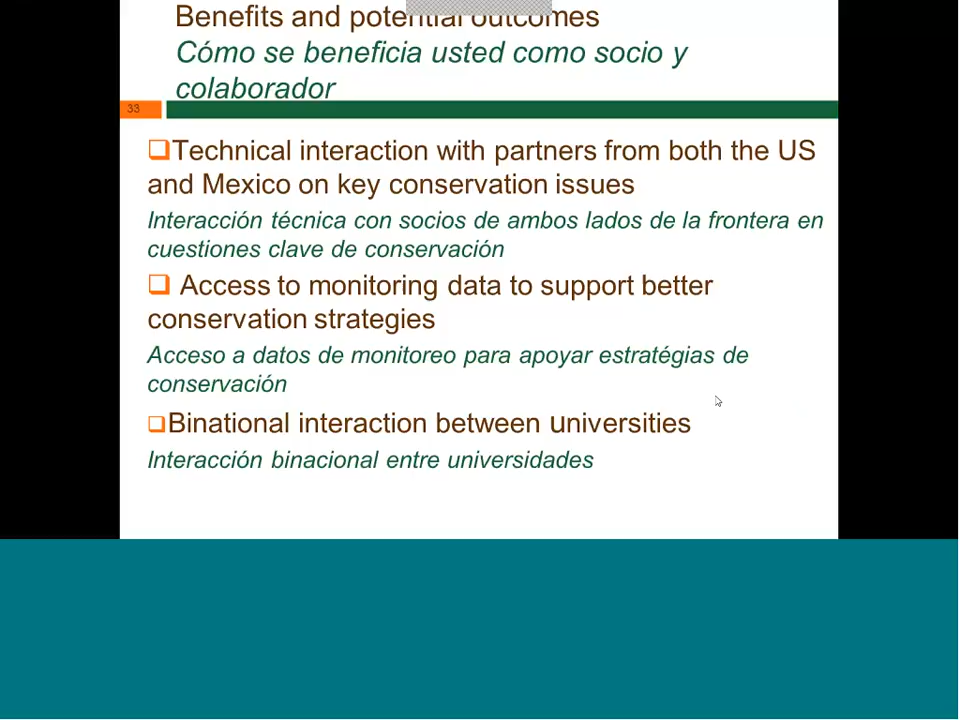 Benefits and potential outcomes
Cómo se beneficia usted como socio y
colaborador
33
Technical interaction with partners from both the US
and Mexico on key conservation issues
Interacción técnica con socios de ambos lados de la frontera en
cuestiones clave de conservación
Access to monitoring data to support better
conservation strategies
Acceso a datos de monitoreo para apoyar estratégias de
conservación
Binational interaction between universities
Interacción binacional entre universidades